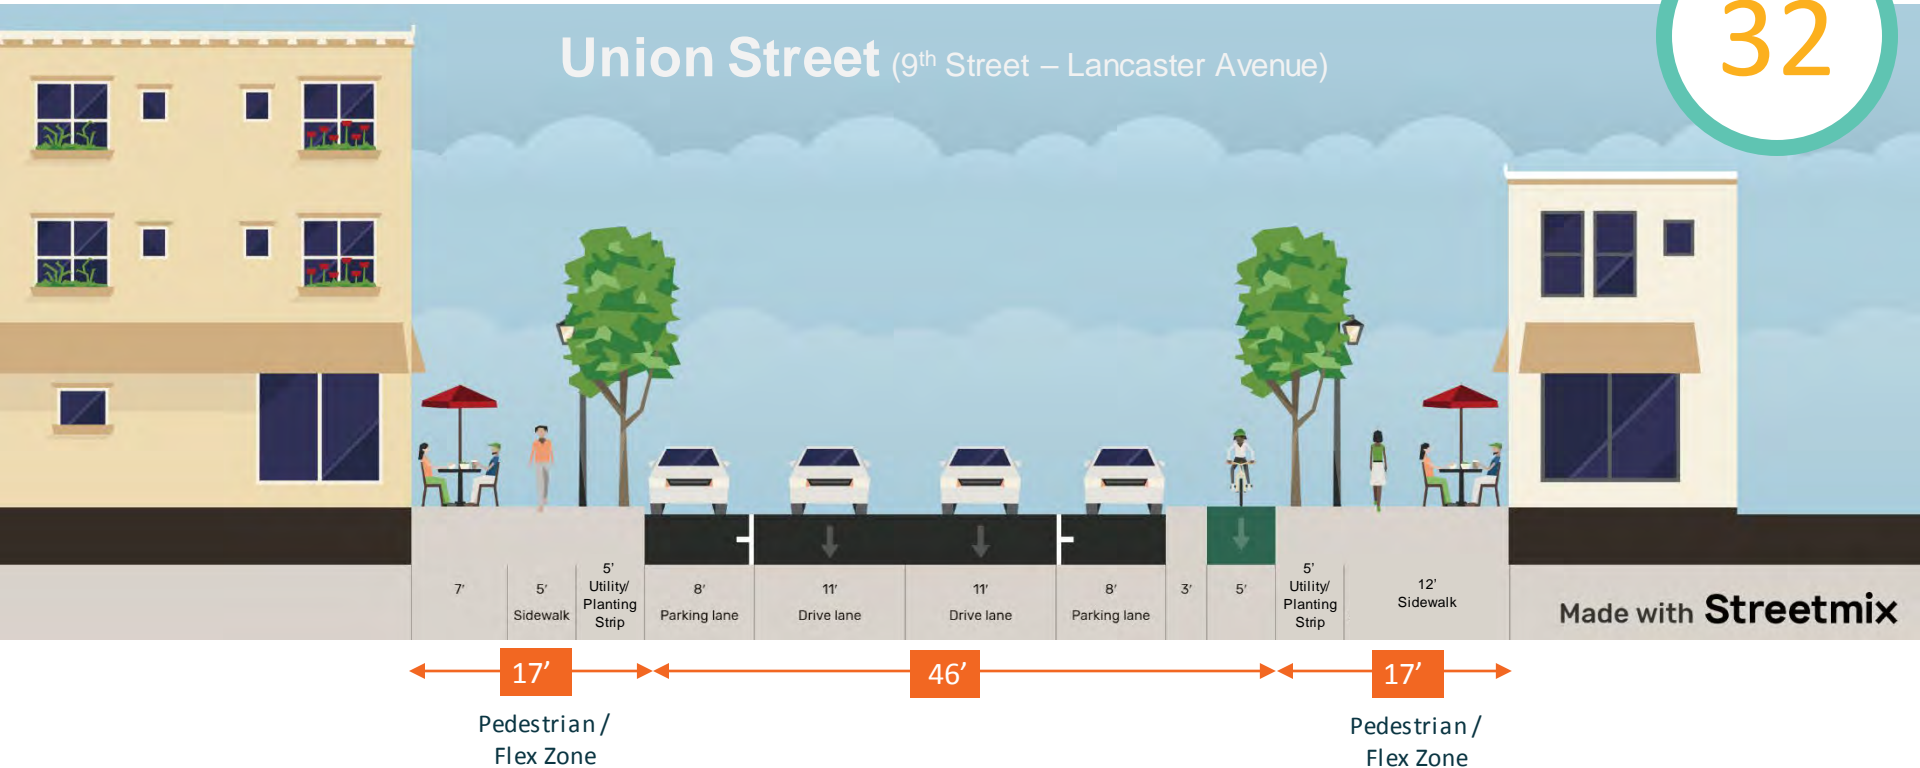 32
Union Street (9th Street – Lancaster Avenue)
7'
5'
Sidewalk
5'
Utility/
Planting
Strip
8'
Parking lane
11'
Drive lane
11'
Drive lane
8'
Parking lane
3'
5'
5'
Utility/
Planting
Strip
12'
Sidewalk
Made with Streetmix
17’
46’
17’
Pedestrian /
Flex Zone
Pedestrian /
Flex Zone